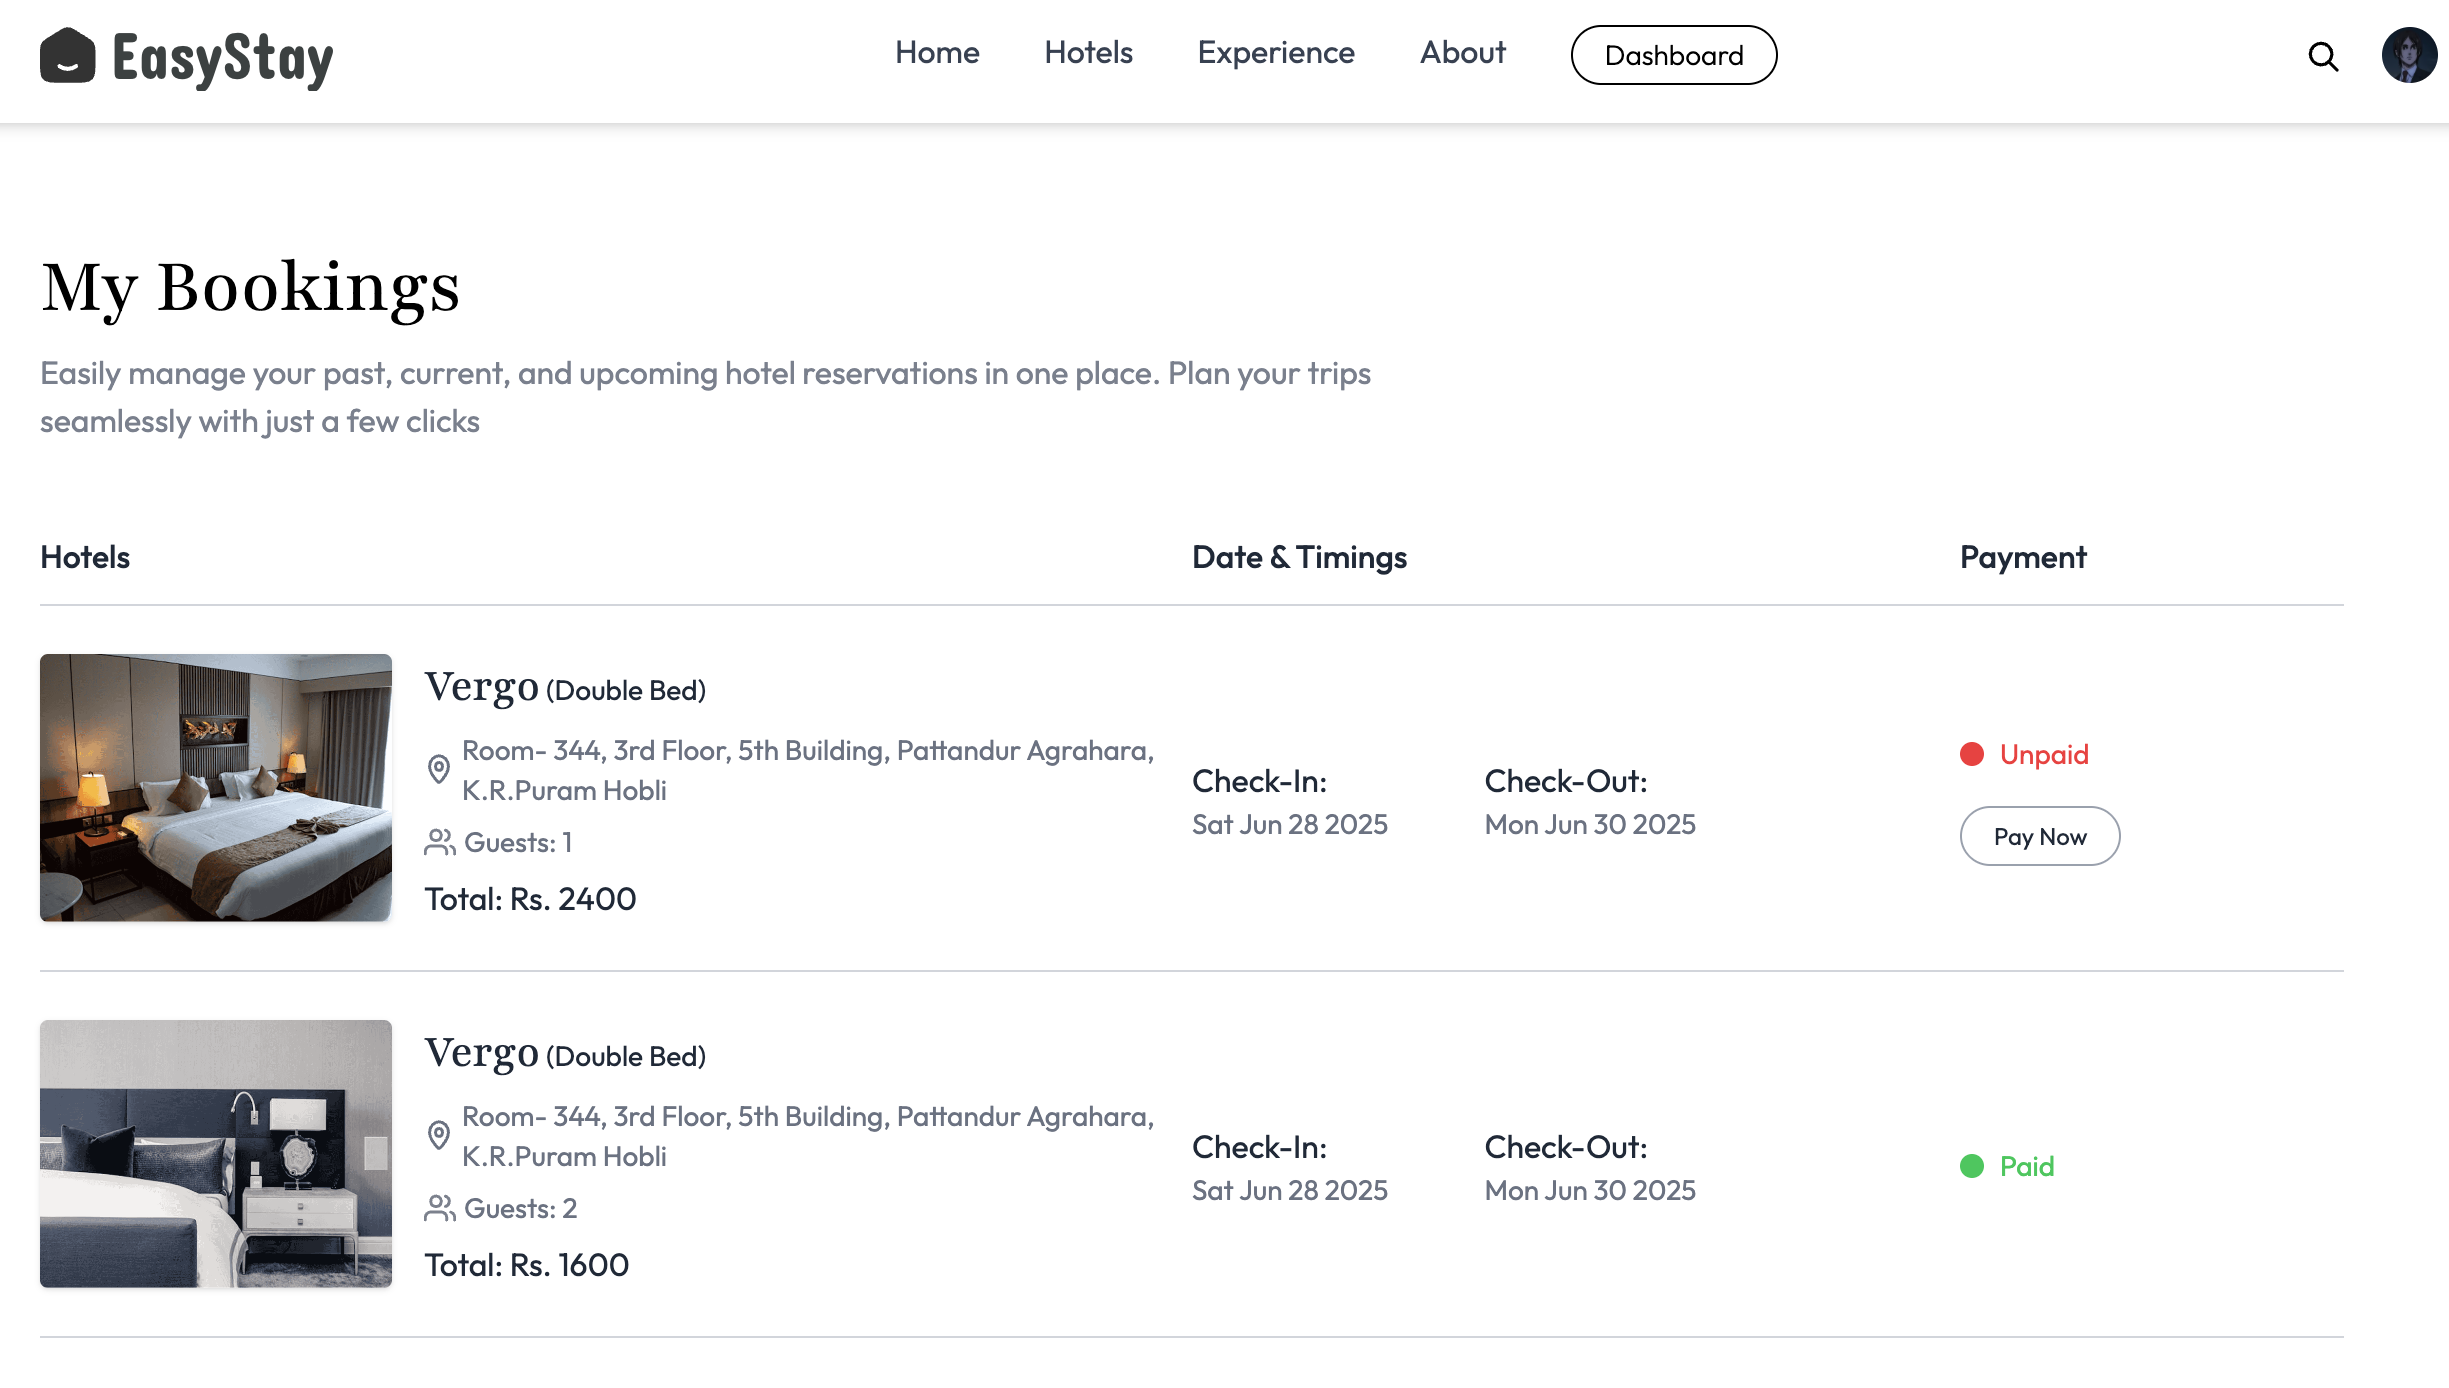 EasyStay
Home
Hotels
Experience
About
Dashboard
My Bookings
Easily manage your past, current, and upcoming hotel reservations in one place. Plan your trips
seamlessly with just a few clicks
Hotels
Date & Timings
Payment
Vergo (Double Bed)
Room- 344, 3rd Floor, 5th Building, Pattandur Agrahara,
K.R.Puram Hobli
Guests: 1
Total: Rs. 2400
Check-In:
Sat Jun 28 2025
Check-Out:
Mon Jun 30 2025
Unpaid
Pay Now
Vergo (Double Bed)
Room- 344, 3rd Floor, 5th Building, Pattandur Agrahara,
K.R.Puram Hobli
Guests: 2
Total: Rs. 1600
Check-In:
Sat Jun 28 2025
Check-Out:
Mon Jun 30 2025
Paid